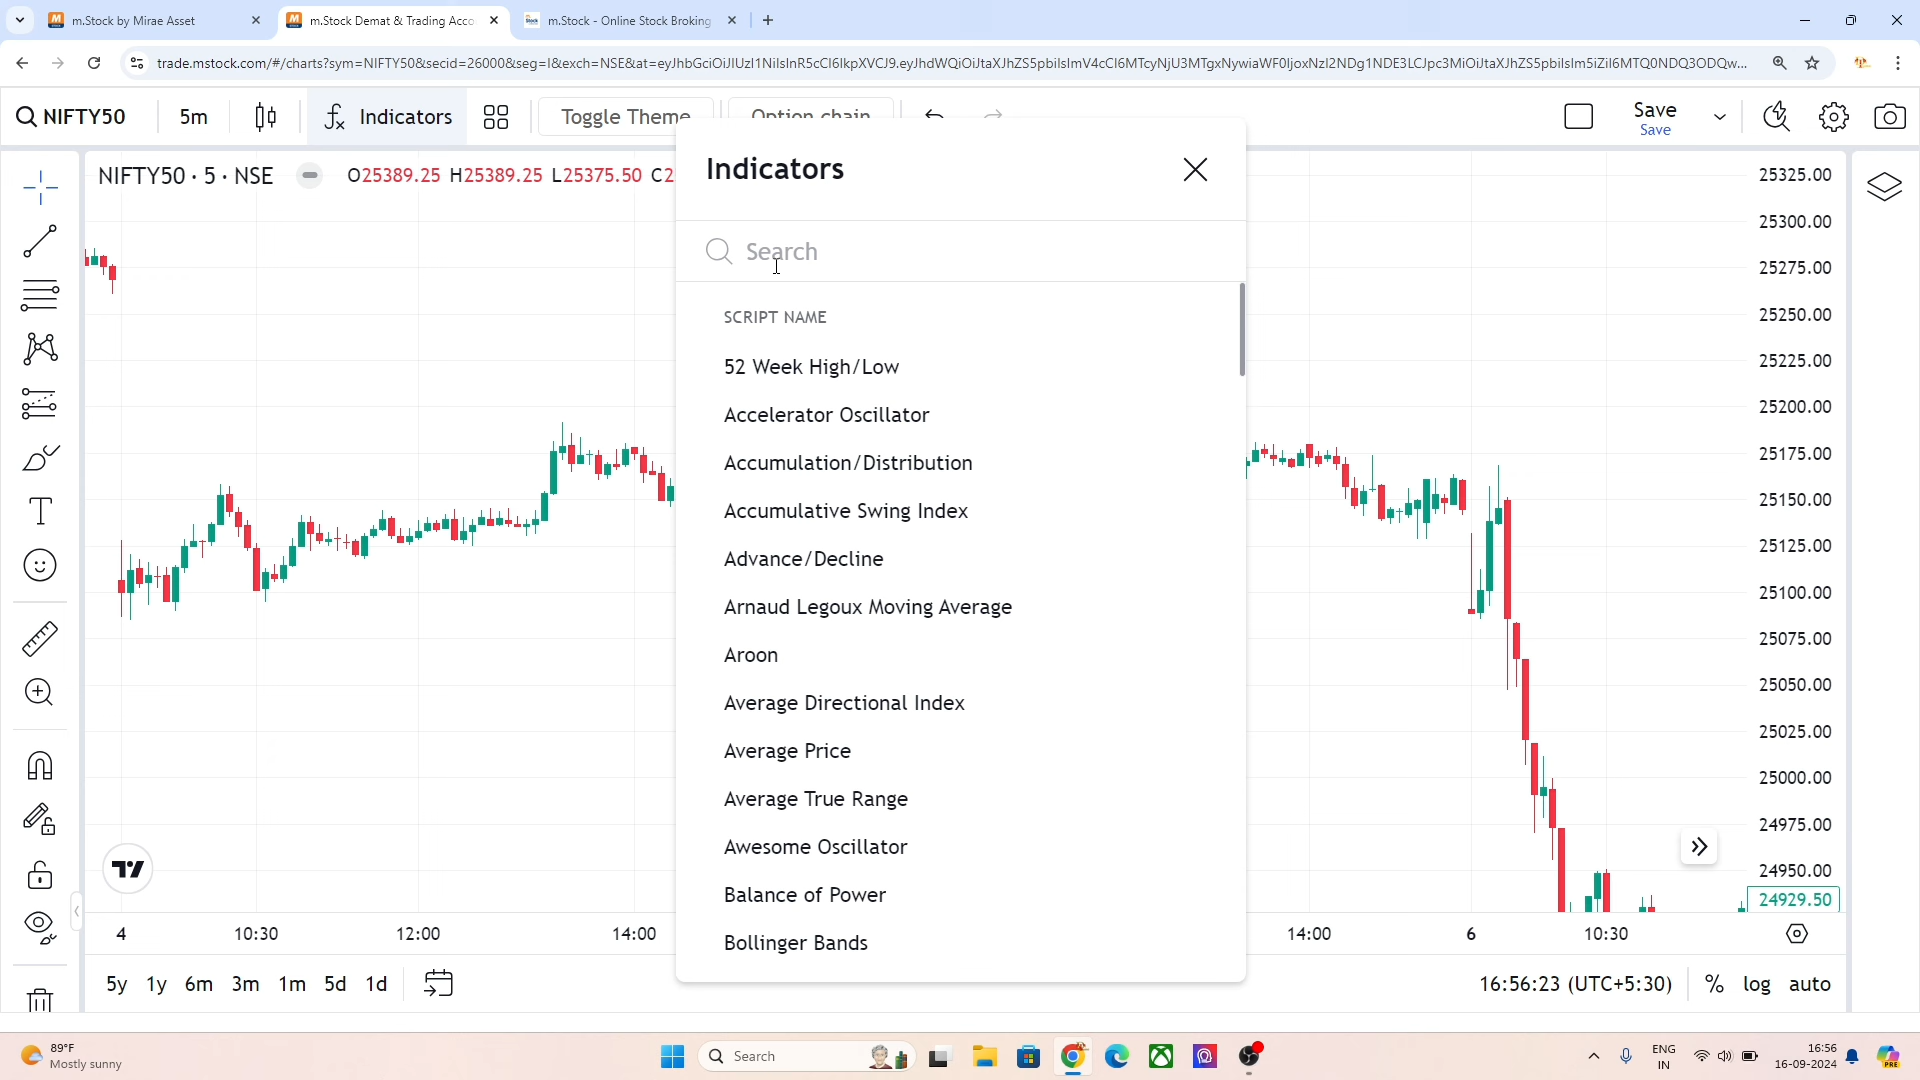 m.Stock by Mirae Asset
m.Stock Demat & Trading Acco
m.Stock - Online Stock Broking
trade.mstock.com/#/charts?sym=NIFTY50&secid=26000&seg=I&exch=NSE&at=
NIFTY50
5m
Indicators
Toggle Theme
Option chain
Save
Save
NIFTY50 · 5 · NSE
O25389.25 H25389.25 L25375.50 C2
Indicators
Search
SCRIPT NAME
52 Week High/Low
Accelerator Oscillator
Accumulation/Distribution
Accumulative Swing Index
Advance/Decline
Arnaud Legoux Moving Average
Aroon
Average Directional Index
Average Price
Average True Range
Awesome Oscillator
Balance of Power
Bollinger Bands
25325.00
25300.00
25275.00
25250.00
25225.00
25200.00
25175.00
25150.00
25125.00
25100.00
25075.00
25050.00
25025.00
25000.00
24975.00
24950.00
24929.50
4 10:30 12:00 14:00 14:00 6 10:30
5y 1y 6m 3m 1m 5d 1d
16:56:23 (UTC+5:30) % log auto
89°F
Mostly sunny
Search
ENG
IN
16:56
16-09-2024
PRE